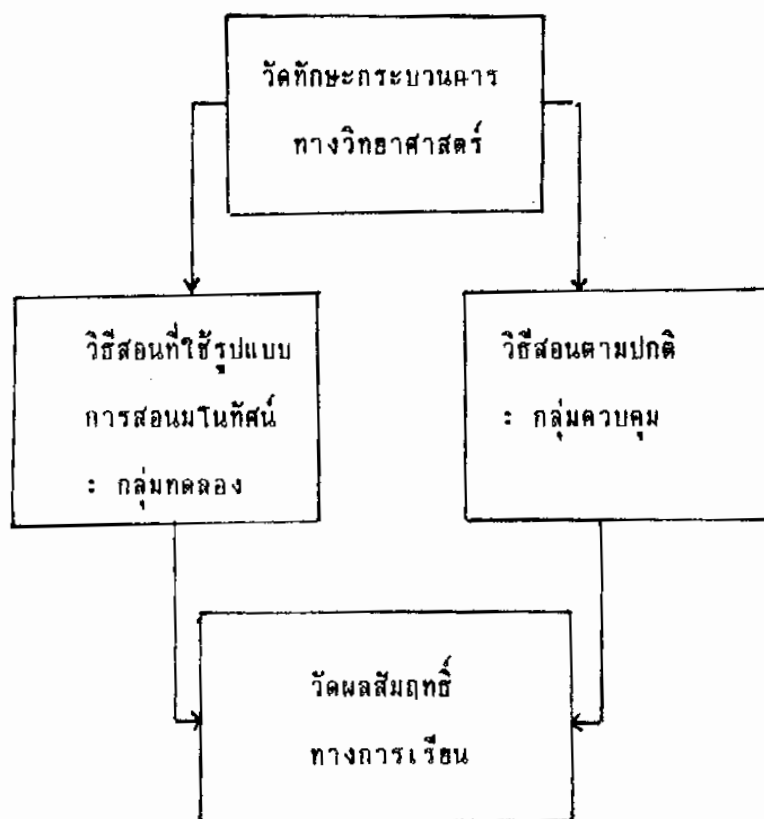 วัดทักษะกระบวนการ
ทางวิทยาศาสตร์
วิธีสอนที่ใช้รูปแบบ
การสอนมโนทัศน์
: กลุ่มทดลอง
วิธีสอนตามปกติ
: กลุ่มควบคุม
วัดผลสัมฤทธิ์
ทางการเรียน